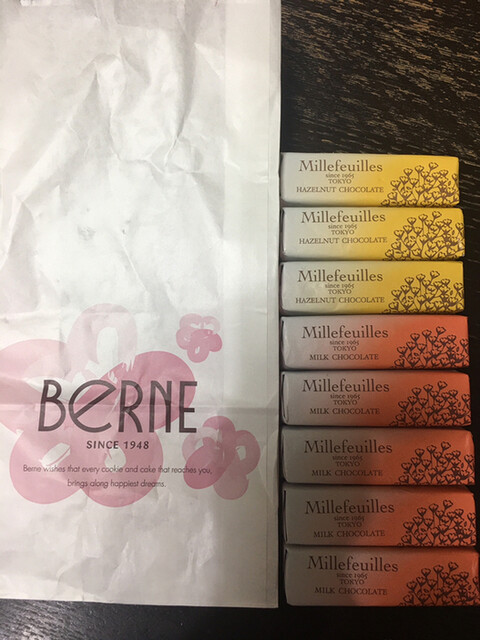 BERNE
SINCE 1948
Berne wishes that every cookie and cake that reaches you,
brings along happiest dreams.
Millefeuilles
since 1965
TOKYO
HAZELNUT CHOCOLATE
Millefeuilles
since 1965
TOKYO
HAZELNUT CHOCOLATE
Millefeuilles
since 1965
TOKYO
HAZELNUT CHOCOLATE
Millefeuilles
since 1965
TOKYO
MILK CHOCOLATE
Millefeuilles
since 1965
TOKYO
MILK CHOCOLATE
Millefeuilles
since 1965
TOKYO
MILK CHOCOLATE
Millefeuilles
since 1965
TOKYO
MILK CHOCOLATE
Millefeuilles
since 1965
TOKYO
MILK CHOCOLATE